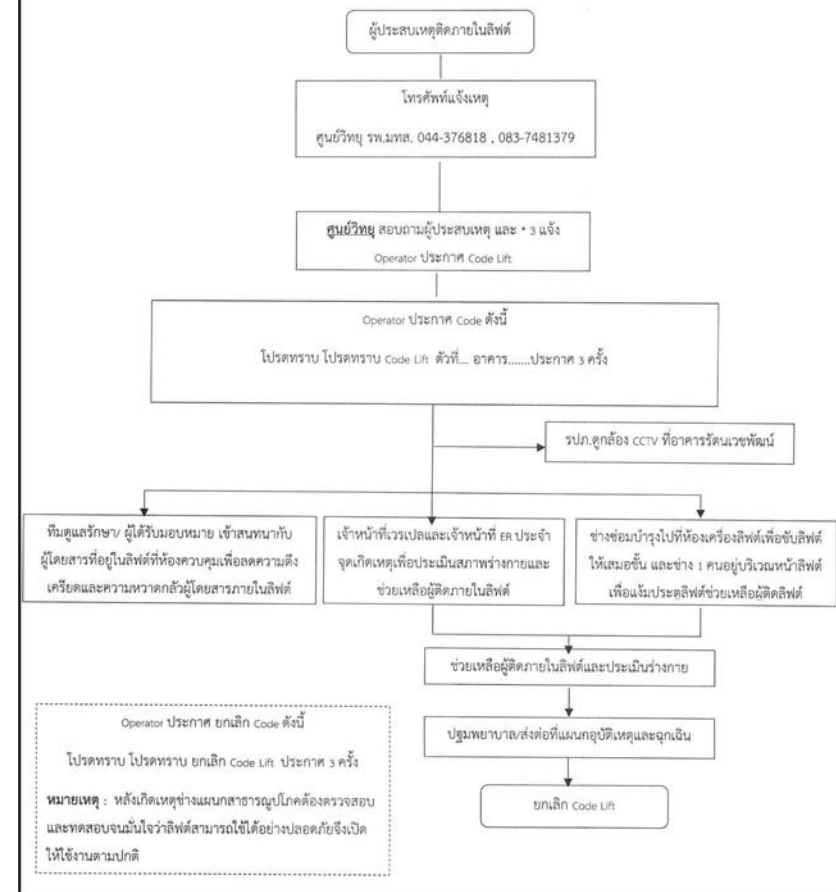 ผู้ประสบเหตุติดภายในลิฟต์
โทรศัพท์แจ้งเหตุ
ศูนย์วิทยุ รพ.มทส. 044-376818 , 083-7481379
ศูนย์วิทยุ สอบถามผู้ประสบเหตุ และ * 3 แจ้ง
Operator ประกาศ Code Lift
Operator ประกาศ Code ดังนี้
โปรดทราบ โปรดทราบ Code Lift ตัวที่... อาคาร.......ประกาศ 3 ครั้ง
รปภ.ดูกล้อง CCTV ที่อาคารรัตนเวชพัฒน์
ทีมดูแลรักษา/ ผู้ได้รับมอบหมาย เข้าสนทนากับ
ผู้โดยสารที่อยู่ในลิฟต์ที่ห้องควบคุมเพื่อลดความตึง
เครียดและความหวาดกลัวผู้โดยสารภายในลิฟต์
เจ้าหน้าที่เวรเปลและเจ้าหน้าที่ ER ประจำ
จุดเกิดเหตุเพื่อประเมินสภาพร่างกายและ
ช่วยเหลือผู้ติดภายในลิฟต์
ช่างซ่อมบำรุงไปที่ห้องเครื่องลิฟต์เพื่อขับลิฟต์
ให้เสมอชั้น และช่าง 1 คนอยู่บริเวณหน้าลิฟต์
เพื่อแง้มประตูลิฟต์ช่วยเหลือผู้ติดลิฟต์
ช่วยเหลือผู้ติดภายในลิฟต์และประเมินร่างกาย
ปฐมพยาบาล/ส่งต่อที่แผนกอุบัติเหตุและฉุกเฉิน
ยกเลิก Code Lift
Operator ประกาศ ยกเลิก Code ดังนี้
โปรดทราบ โปรดทราบ ยกเลิก Code Lift ประกาศ 3 ครั้ง
หมายเหตุ : หลังเกิดเหตุช่างแผนกสาธารณูปโภคต้องตรวจสอบ
และทดสอบจนมั่นใจว่าลิฟต์สามารถใช้ได้อย่างปลอดภัยจึงเปิด
ให้ใช้งานตามปกติ